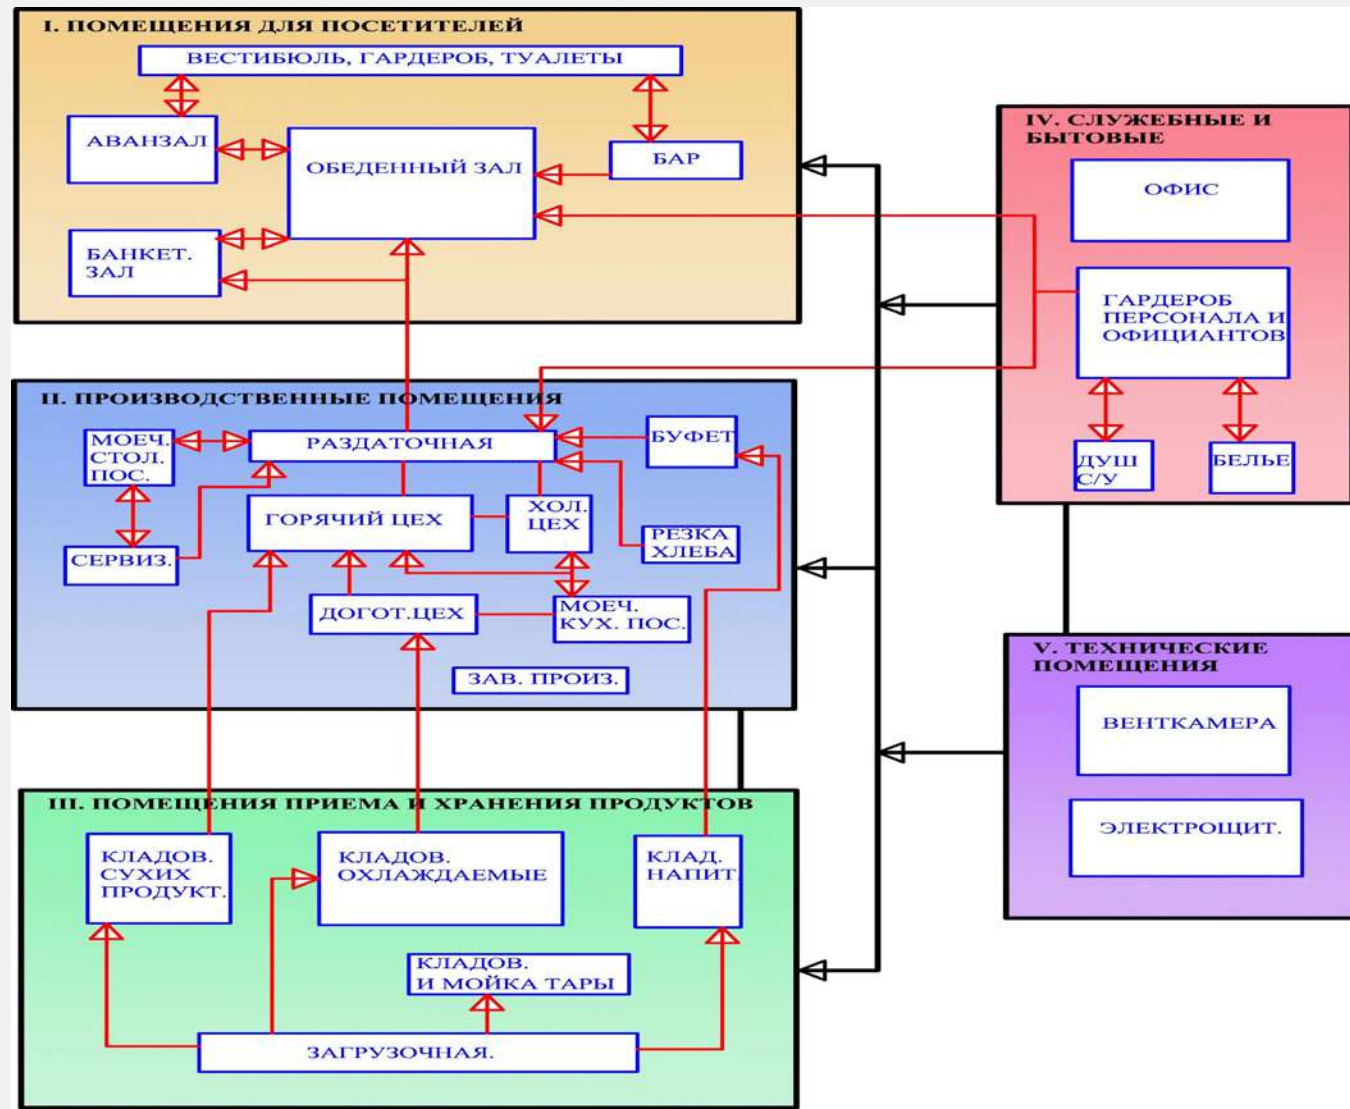 I. ПОМЕЩЕНИЯ ДЛЯ ПОСЕТИТЕЛЕЙ
ВЕСТИБЮЛЬ, ГАРДЕРОБ, ТУАЛЕТЫ
АВАНЗАЛ
ОБЕДЕННЫЙ ЗАЛ
БАР
БАНКЕТ.
ЗАЛ
II. ПРОИЗВОДСТВЕННЫЕ ПОМЕЩЕНИЯ
МОЕЧ.
СТОЛ.
ПОС.
РАЗДАТОЧНАЯ
БУФЕТ
ГОРЯЧИЙ ЦЕХ
ХОЛ.
ЦЕХ
РЕЗКА
ХЛЕБА
СЕРВИЗ.
ДОГОТ.ЦЕХ
МОЕЧ.
КУХ. ПОС.
ЗАВ. ПРОИЗ.
III. ПОМЕЩЕНИЯ ПРИЕМА И ХРАНЕНИЯ ПРОДУКТОВ
КЛАДОВ.
СУХИХ
ПРОДУКТ.
КЛАДОВ.
ОХЛАЖДАЕМЫЕ
КЛАД.
НАПИТ.
КЛАДОВ.
И МОЙКА ТАРЫ
ЗАГРУЗОЧНАЯ.
IV. СЛУЖЕБНЫЕ И
БЫТОВЫЕ
ОФИС
ГАРДЕРОБ
ПЕРСОНАЛА И
ОФИЦИАНТОВ
ДУШ
С/У
БЕЛЬЕ
V. ТЕХНИЧЕСКИЕ
ПОМЕЩЕНИЯ
ВЕНТКАМЕРА
ЭЛЕКТРОЩИТ.